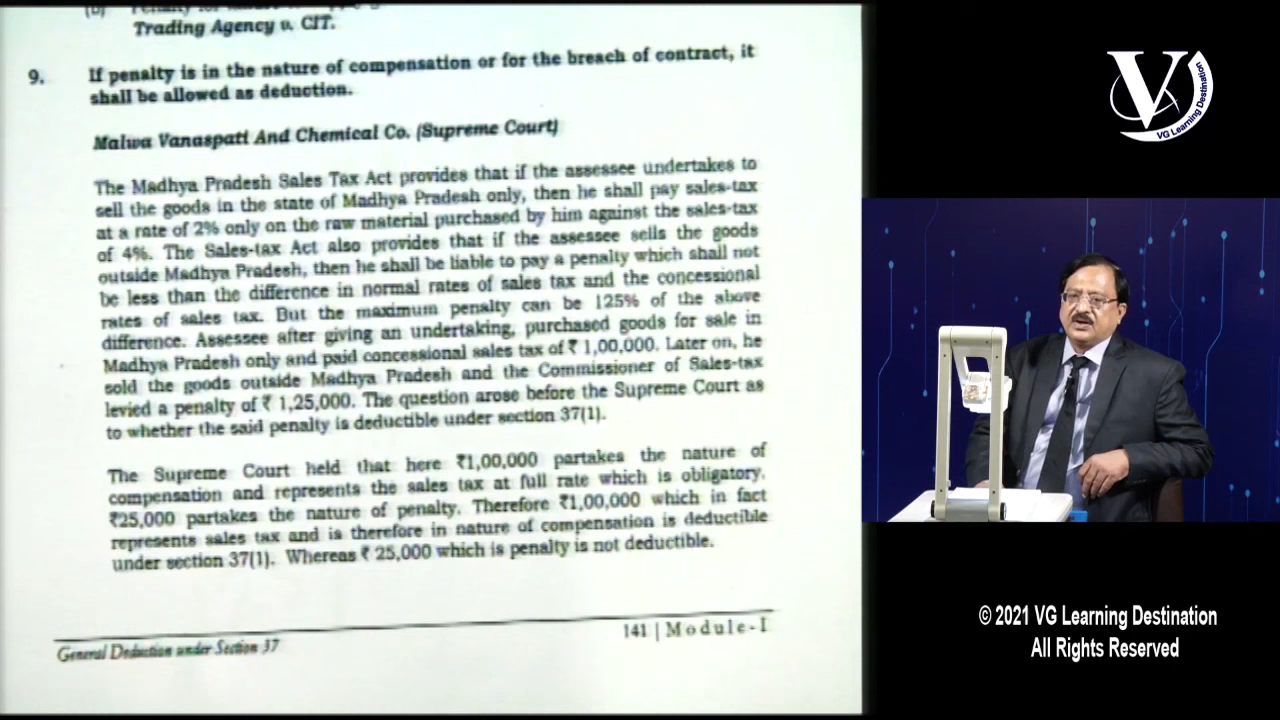 (b) Penalty for
Trading Agency v. CIT.
9. If penalty is in the nature of compensation or for the breach of contract, it
shall be allowed as deduction.
Malwa Vanaspati And Chemical Co. (Supreme Court)
The Madhya Pradesh Sales Tax Act provides that if the assessee undertakes to
sell the goods in the state of Madhya Pradesh only, then he shall pay sales-tax
at a rate of 2% only on the raw material purchased by him against the sales-tax
of 4%. The Sales-tax Act also provides that if the assessee sells the goods
outside Madhya Pradesh, then he shall be liable to pay a penalty which shall not
be less than the difference in normal rates of sales tax and the concessional
rates of sales tax. But the maximum penalty can be 125% of the above
difference. Assessee after giving an undertaking, purchased goods for sale in
Madhya Pradesh only and paid concessional sales tax of ₹ 1,00,000. Later on, he
sold the goods outside Madhya Pradesh and the Commissioner of Sales-tax
levied a penalty of ₹ 1,25,000. The question arose before the Supreme Court as
to whether the said penalty is deductible under section 37(1).
The Supreme Court held that here ₹1,00,000 partakes the nature of
compensation and represents the sales tax at full rate which is obligatory.
₹25,000 partakes the nature of penalty. Therefore ₹1,00,000 which in fact
represents sales tax and is therefore in nature of compensation is deductible
under section 37(1). Whereas ₹ 25,000 which is penalty is not deductible.
141 | Module-I
General Deduction under Section 37
V
VG Learning Destination
© 2021 VG Learning Destination
All Rights Reserved